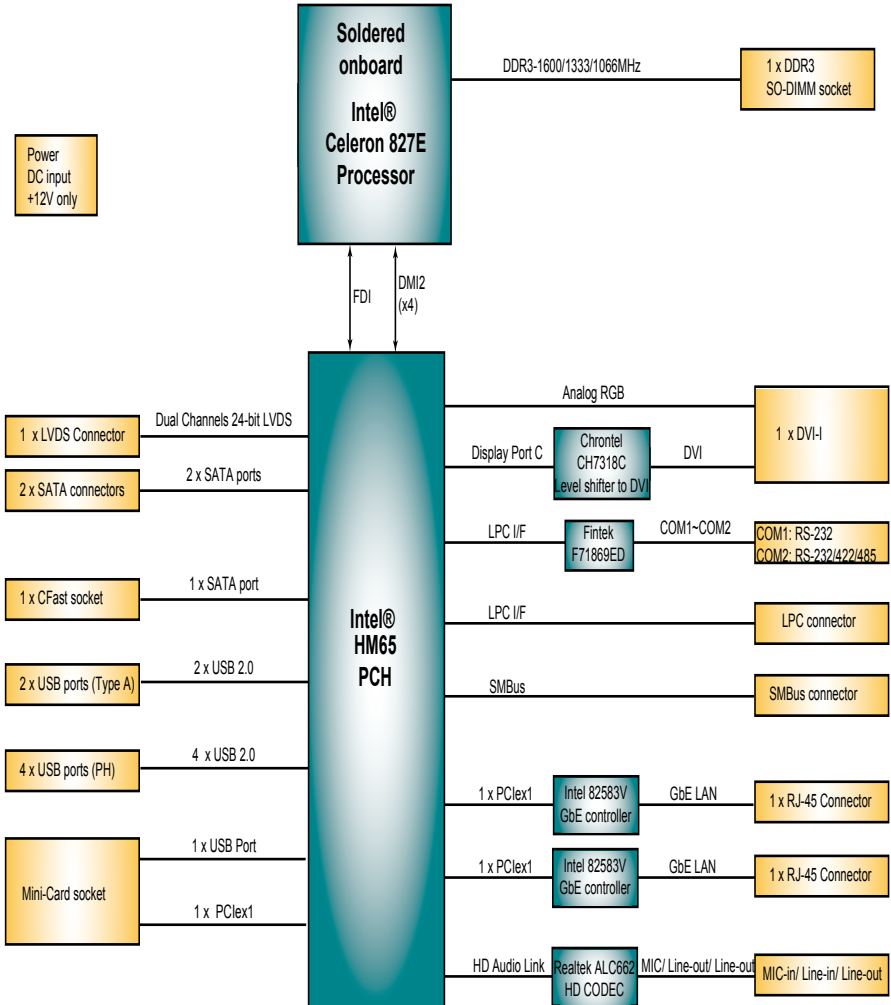 Soldered
onboard
Intel®
Celeron 827E
Processor
DDR3-1600/1333/1066MHz
1 x DDR3
SO-DIMM socket
Power
DC input
+12V only
FDI
DMI2
(x4)
Intel®
HM65
PCH
1 x LVDS Connector
Dual Channels 24-bit LVDS
2 x SATA connectors
2 x SATA ports
1 x CFast socket
1 x SATA port
2 x USB ports (Type A)
2 x USB 2.0
4 x USB ports (PH)
4 x USB 2.0
Mini-Card socket
1 x USB Port
1 x PCIex1
Analog RGB
1 x DVI-I
Display Port C
Chrontel
CH7318C
Level shifter to DVI
DVI
LPC I/F
Fintek
F71869ED
COM1~COM2
COM1: RS-232
COM2: RS-232/422/485
LPC I/F
LPC connector
SMBus
SMBus connector
1 x PCIex1
Intel 82583V
GbE controller
GbE LAN
1 x RJ-45 Connector
1 x PCIex1
Intel 82583V
GbE controller
GbE LAN
1 x RJ-45 Connector
HD Audio Link
Realtek ALC662
HD CODEC
MIC/ Line-out/ Line-out
MIC-in/ Line-in/ Line-out